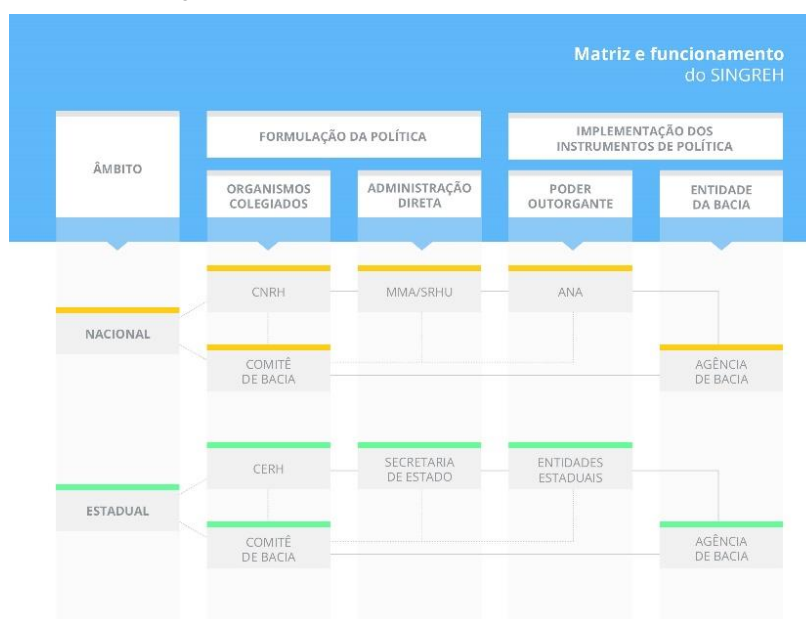 Matriz e funcionamento
do SINGREH
ÂMBITO
FORMULAÇÃO DA POLÍTICA
IMPLEMENTAÇÃO DOS
INSTRUMENTOS DE POLÍTICA
ORGANISMOS
COLEGIADOS
ADMINISTRAÇÃO
DIRETA
PODER
OUTORGANTE
ENTIDADE
DA BACIA
NACIONAL
CNRH
MMA/SRHU
ANA
COMITÊ
DE BACIA
AGÊNCIA
DE BACIA
ESTADUAL
CERH
SECRETARIA
DE ESTADO
ENTIDADES
ESTADUAIS
COMITÊ
DE BACIA
AGÊNCIA
DE BACIA